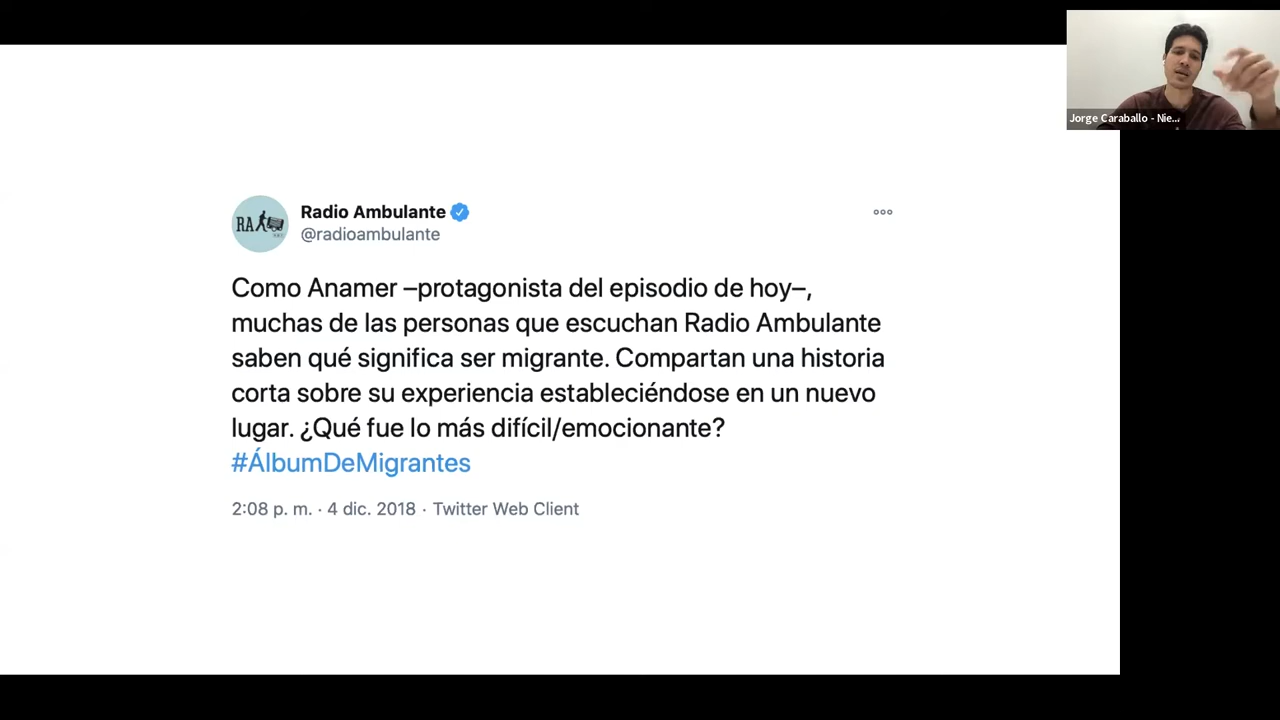 Jorge Caraballo - Nie...
RA
Radio Ambulante
@radioambulante
Como Anamer –protagonista del episodio de hoy–,
muchas de las personas que escuchan Radio Ambulante
saben qué significa ser migrante. Compartan una historia
corta sobre su experiencia estableciéndose en un nuevo
lugar. ¿Qué fue lo más difícil/emocionante?
#ÁlbumDeMigrantes
2:08 p. m. · 4 dic. 2018 · Twitter Web Client